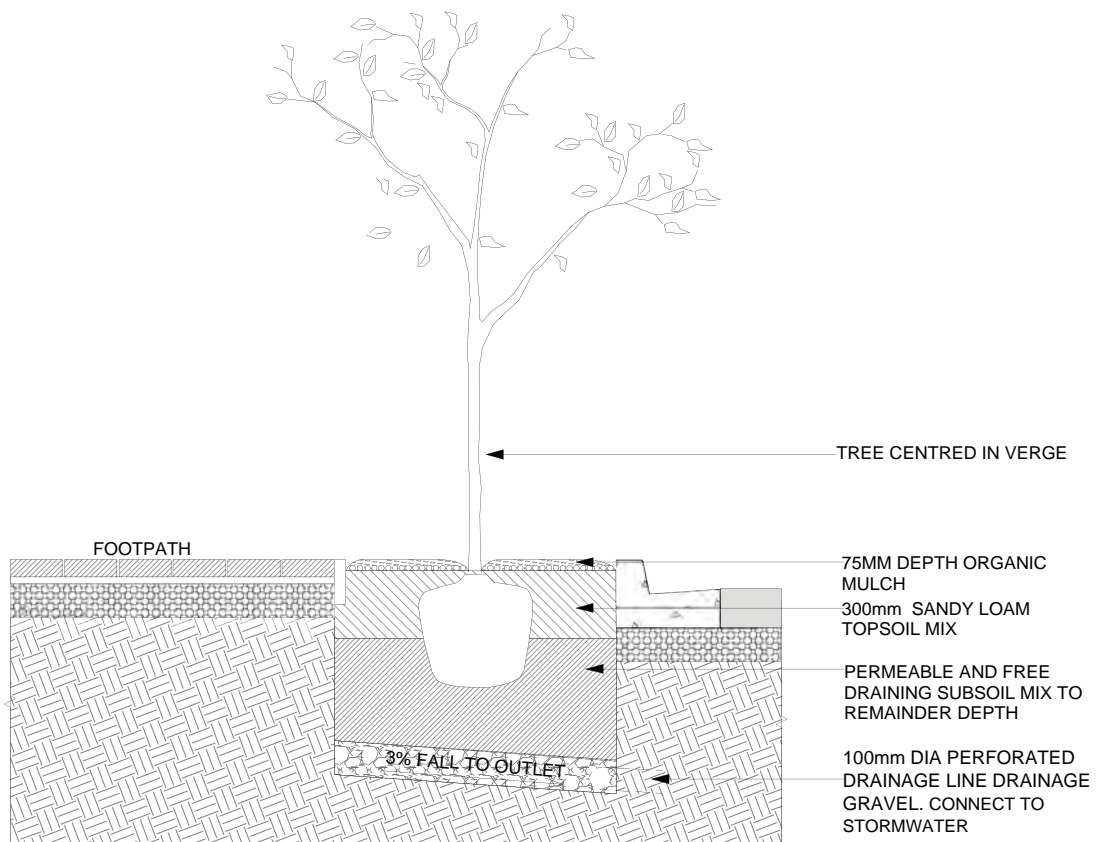 TREE CENTRED IN VERGE
FOOTPATH
75MM DEPTH ORGANIC
MULCH
300mm SANDY LOAM
TOPSOIL MIX
PERMEABLE AND FREE
DRAINING SUBSOIL MIX TO
REMAINDER DEPTH
3% FALL TO OUTLET
100mm DIA PERFORATED
DRAINAGE LINE DRAINAGE
GRAVEL. CONNECT TO
STORMWATER